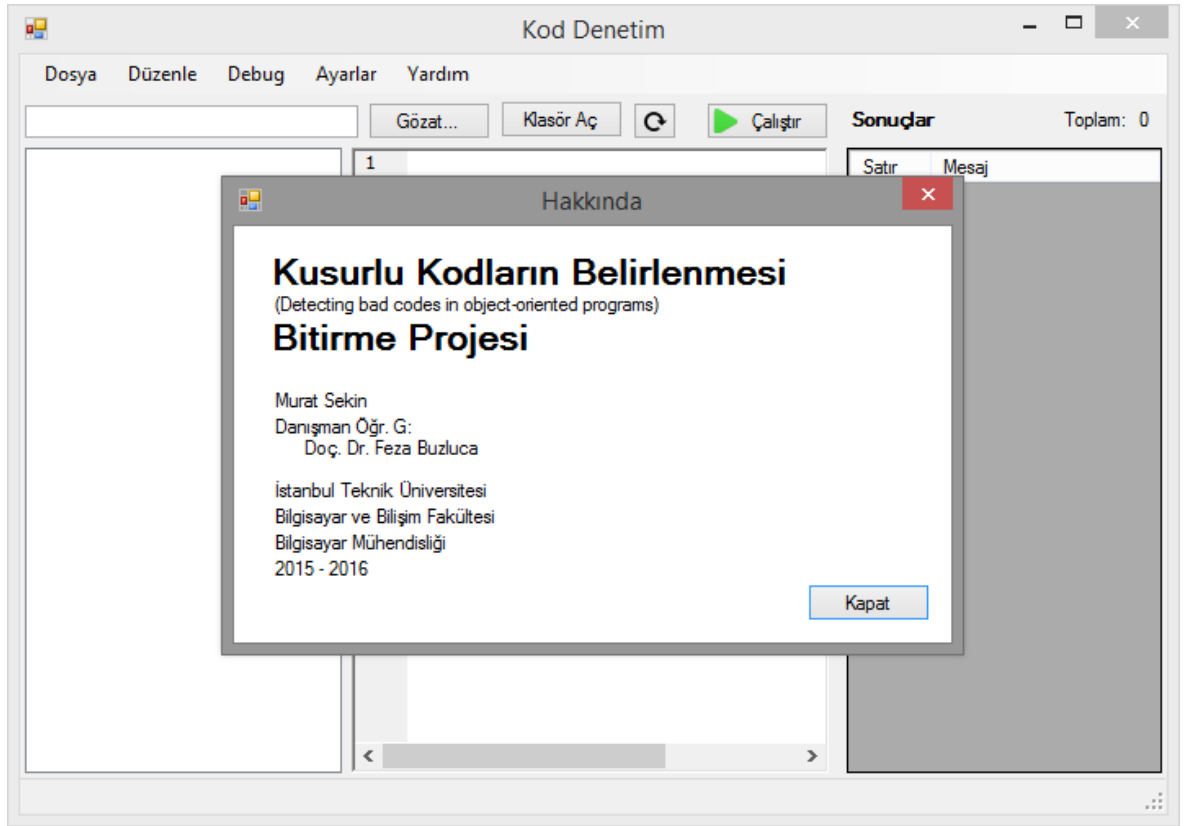 Kod Denetim
Dosya Düzenle Debug Ayarlar Yardım
Gözat... Klasör Aç Çalıştır Sonuçlar Toplam: 0
1
Satır Mesaj
Hakkında
Kusurlu Kodların Belirlenmesi
(Detecting bad codes in object-oriented programs)
Bitirme Projesi
Murat Sekin
Danışman Öğr. G:
Doç. Dr. Feza Buzluca
İstanbul Teknik Üniversitesi
Bilgisayar ve Bilişim Fakültesi
Bilgisayar Mühendisliği
2015 - 2016
Kapat